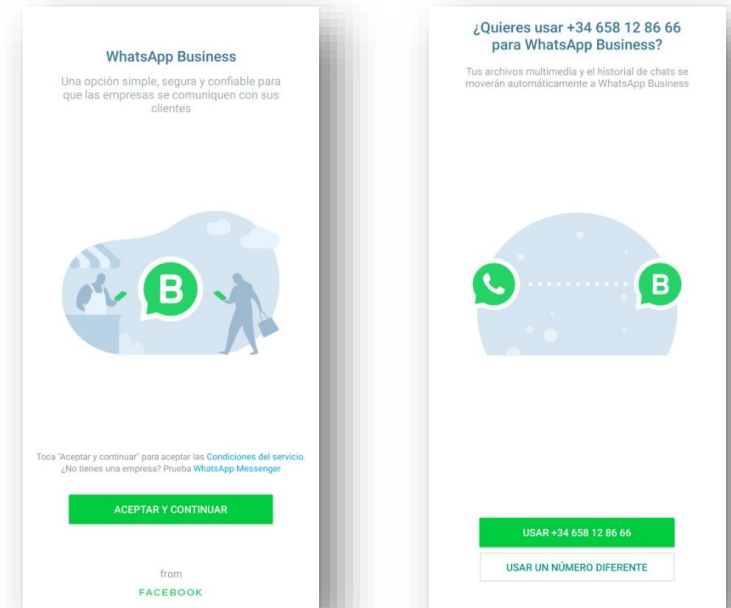 WhatsApp Business
Una opción simple, segura y confiable para
que las empresas se comuniquen con sus
clientes
B
Toca "Aceptar y continuar" para aceptar las Condiciones del servicio.
¿No tienes una empresa? Prueba WhatsApp Messenger
ACEPTAR Y CONTINUAR
from
FACEBOOK
¿Quieres usar +34 658 12 86 66
para WhatsApp Business?
Tus archivos multimedia y el historial de chats se
moverán automáticamente a WhatsApp Business
B
USAR +34 658 12 86 66
USAR UN NÚMERO DIFERENTE